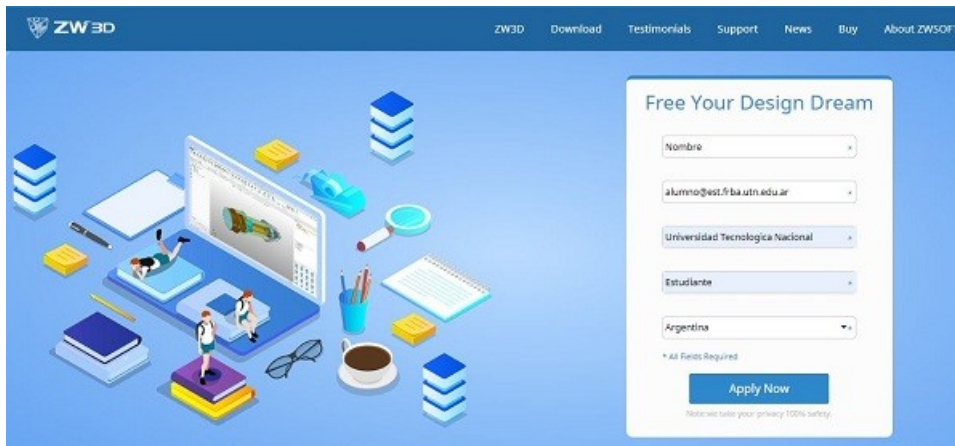 ZW3D
ZW3D Download Testimonials Support News Buy About ZWSOFT
Free Your Design Dream
Nombre *
alumno@est.frba.utn.edu.ar *
Universidad Tecnologica Nacional *
Estudiante *
Argentina *
* All Fields Required
Apply Now
Note:we take your privacy 100% safety.